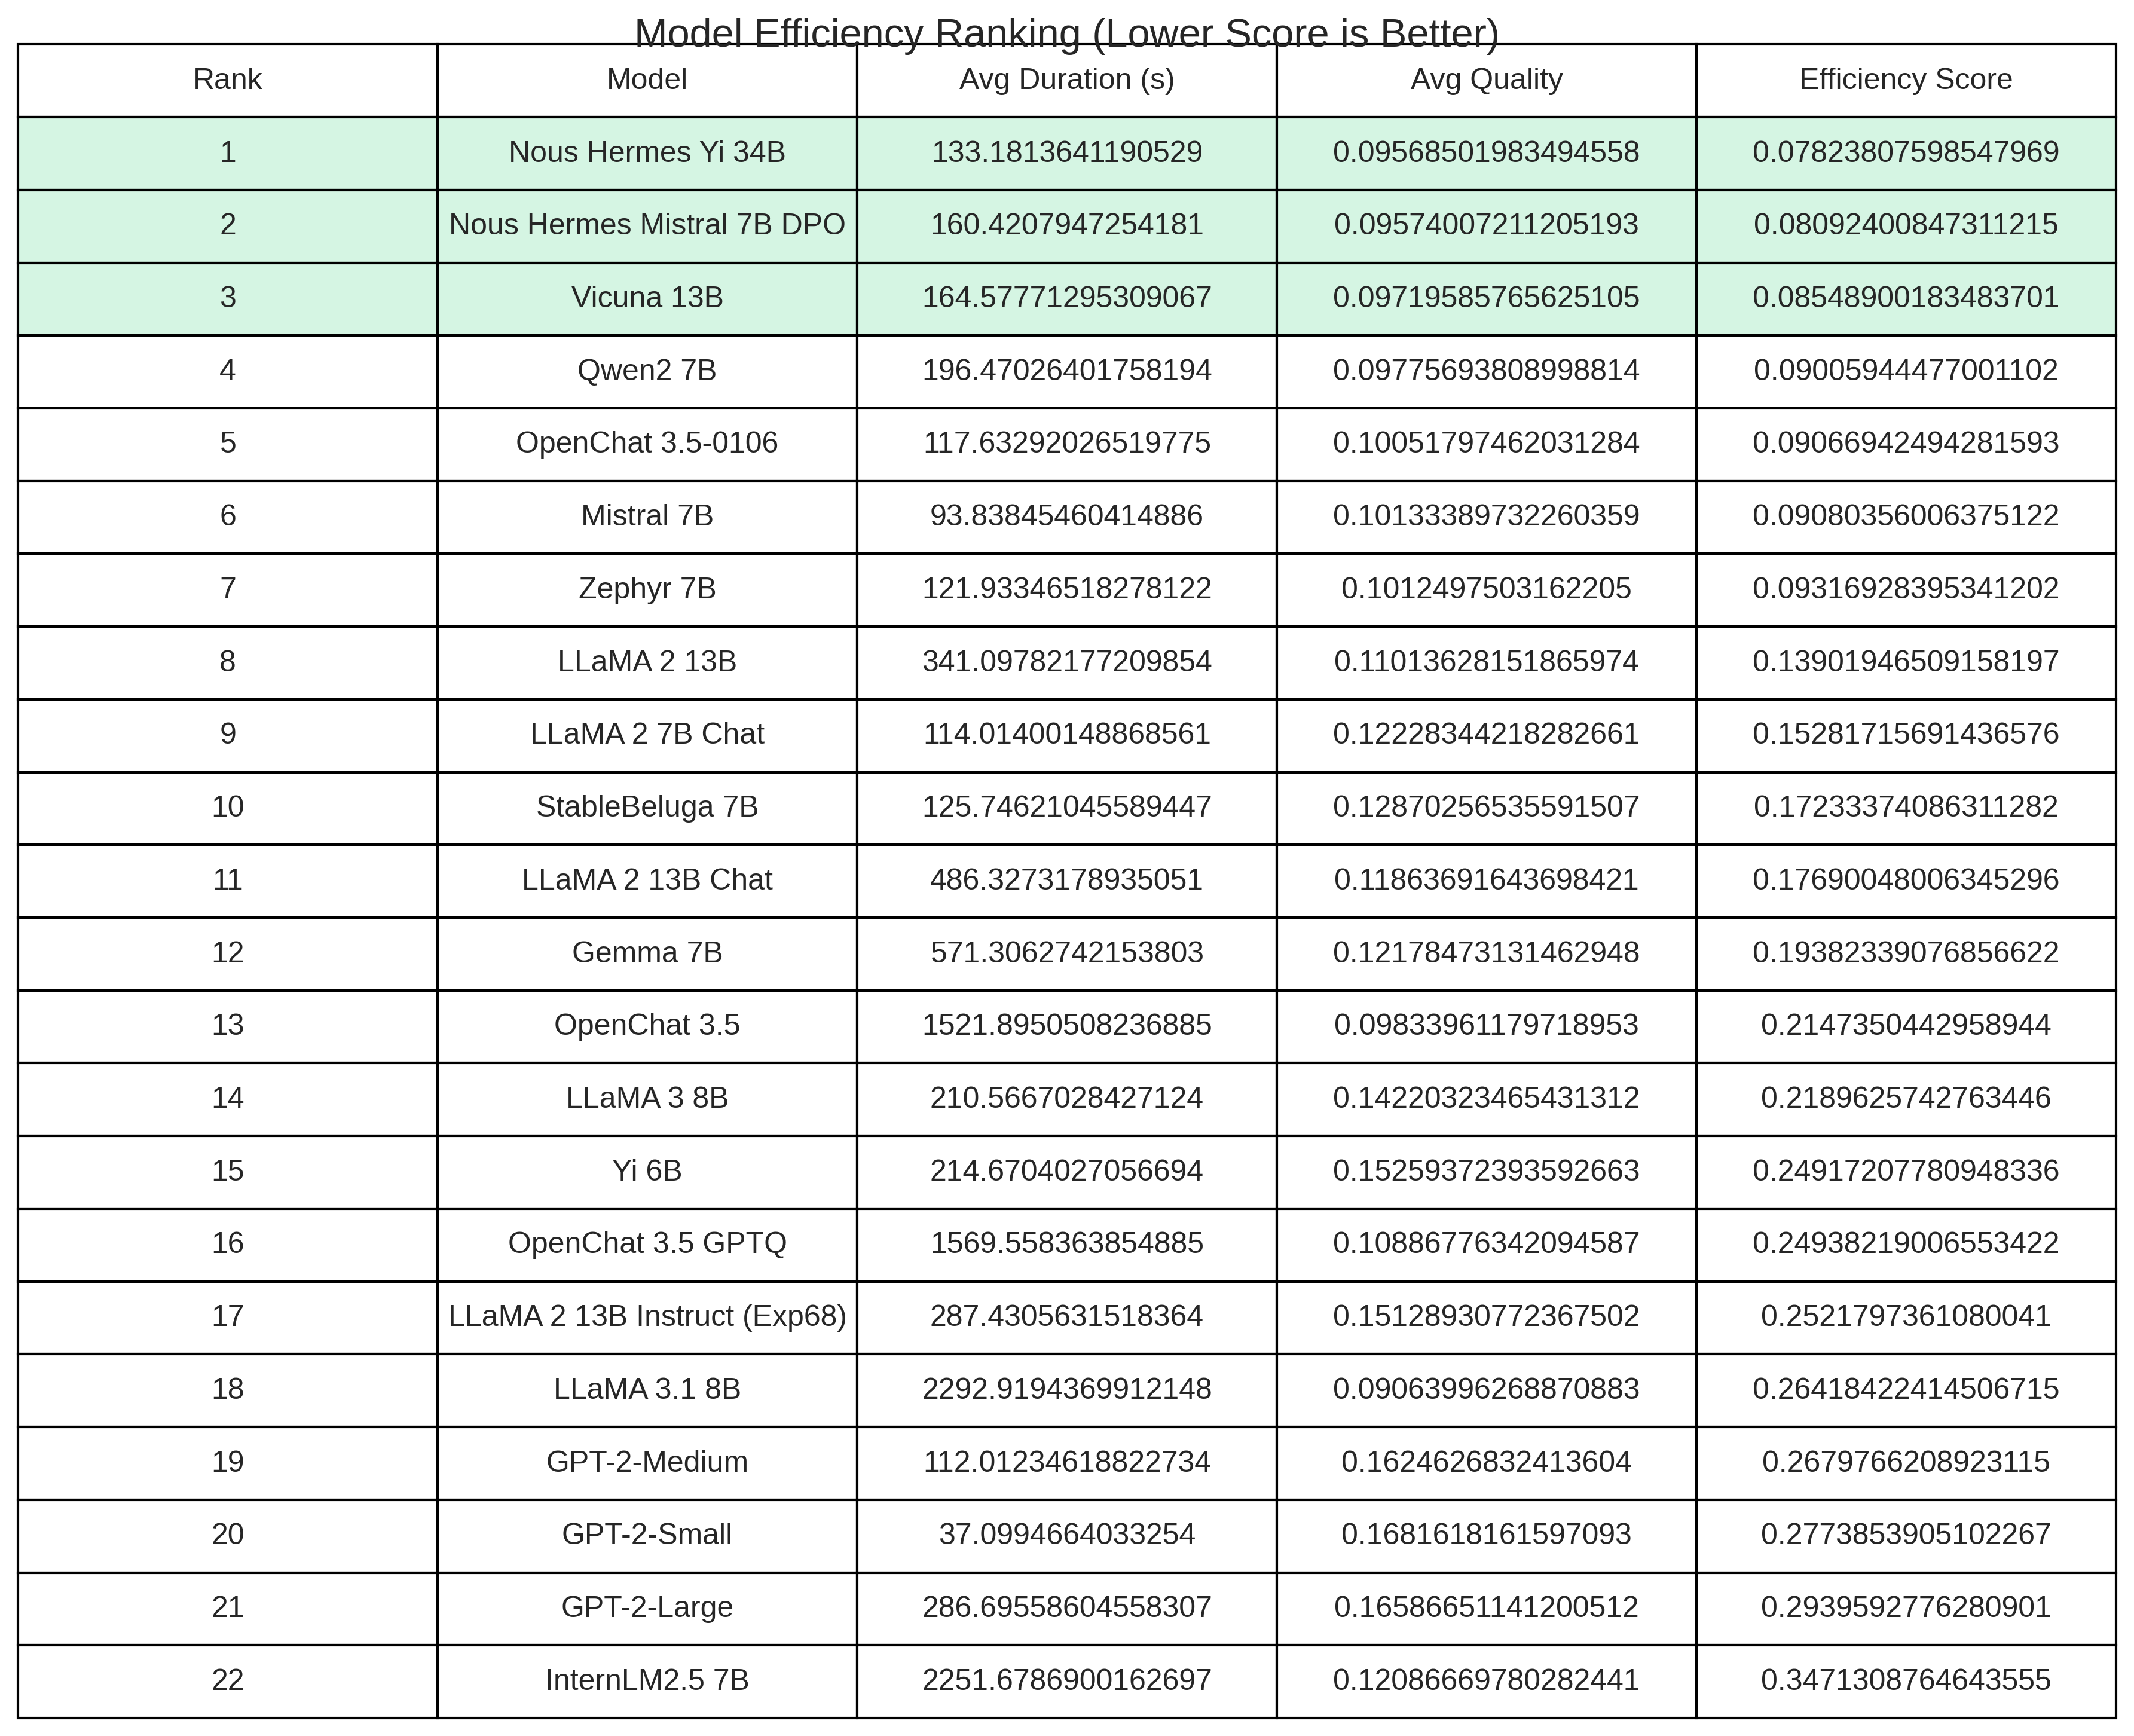 Model Efficiency Ranking (Lower Score is Better)
Rank Model Avg Duration (s) Avg Quality Efficiency Score
1 Nous Hermes Yi 34B 133.1813641190529 0.09568501983494558 0.07823807598547969
2 Nous Hermes Mistral 7B DPO 160.4207947254181 0.09574007211205193 0.08092400847311215
3 Vicuna 13B 164.57771295309067 0.09719585765625105 0.08548900183483701
4 Qwen2 7B 196.47026401758194 0.09775693808998814 0.09005944477001102
5 OpenChat 3.5-0106 117.63292026519775 0.10051797462031284 0.09066942494281593
6 Mistral 7B 93.83845460414886 0.10133389732260359 0.09080356006375122
7 Zephyr 7B 121.93346518278122 0.1012497503162205 0.09316928395341202
8 LLaMA 2 13B 341.09782177209854 0.11013628151865974 0.13901946509158197
9 LLaMA 2 7B Chat 114.01400148868561 0.12228344218282661 0.15281715691436576
10 StableBeluga 7B 125.74621045589447 0.12870256535591507 0.17233374086311282
11 LLaMA 2 13B Chat 486.3273178935051 0.11863691643698421 0.17690048006345296
12 Gemma 7B 571.3062742153803 0.12178473131462948 0.19382339076856622
13 OpenChat 3.5 1521.8950508236885 0.09833961179718953 0.2147350442958944
14 LLaMA 3 8B 210.5667028427124 0.14220323465431312 0.2189625742763446
15 Yi 6B 214.6704027056694 0.15259372393592663 0.24917207780948336
16 OpenChat 3.5 GPTQ 1569.558363854885 0.10886776342094587 0.24938219006553422
17 LLaMA 2 13B Instruct (Exp68) 287.4305631518364 0.15128930772367502 0.2521797361080041
18 LLaMA 3.1 8B 2292.9194369912148 0.09063996268870883 0.26418422414506715
19 GPT-2-Medium 112.01234618822734 0.1624626832413604 0.2679766208923115
20 GPT-2-Small 37.0994664033254 0.1681618161597093 0.2773853905102267
21 GPT-2-Large 286.69558604558307 0.16586651141200512 0.2939592776280901
22 InternLM2.5 7B 2251.6786900162697 0.12086669780282441 0.3471308764643555